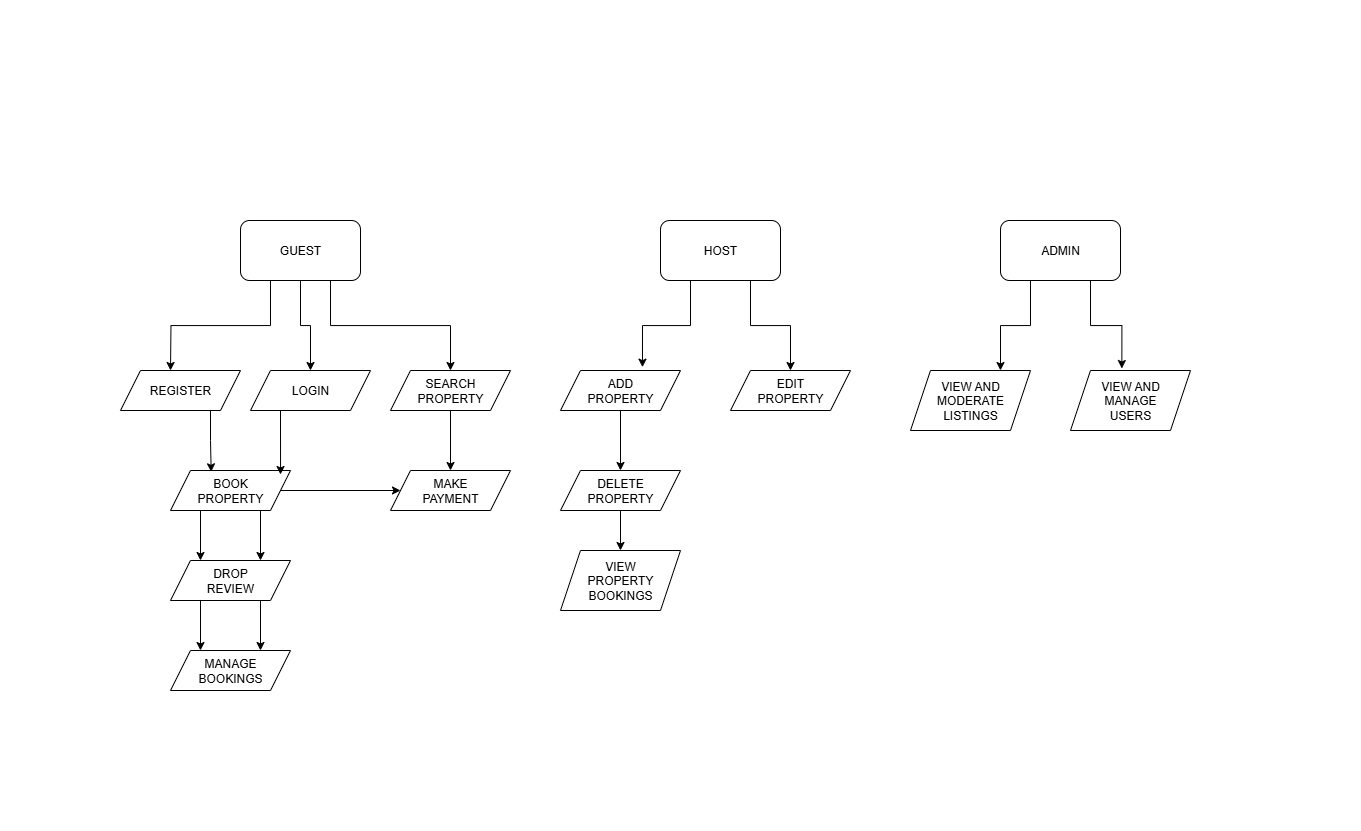 GUEST
HOST
ADMIN
REGISTER
LOGIN
SEARCH
PROPERTY
ADD
PROPERTY
EDIT
PROPERTY
VIEW AND
MODERATE
LISTINGS
VIEW AND
MANAGE
USERS
BOOK
PROPERTY
MAKE
PAYMENT
DELETE
PROPERTY
DROP
REVIEW
VIEW
PROPERTY
BOOKINGS
MANAGE
BOOKINGS